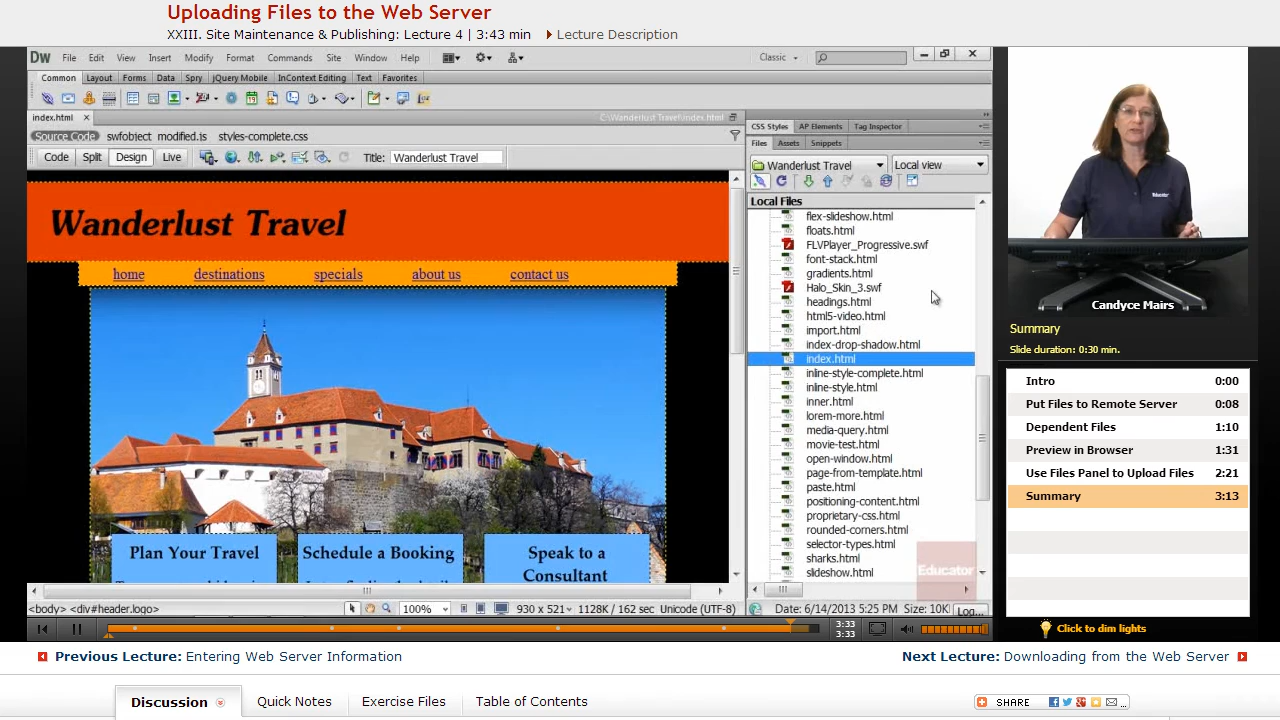 Uploading Files to the Web Server
XXIII. Site Maintenance & Publishing: Lecture 4 | 3:43 min
Lecture Description
Dw File Edit View Insert Modify Format Commands Site Window Help
Classic
Common Layout Forms Data Spry jQuery Mobile InContext Editing Text Favorites
index.html
C:\Wanderlust Travel\index.html
Source Code swfobject_modified.js styles-complete.css
Code Split Design Live
Title: Wanderlust Travel
Wanderlust Travel
home destinations specials about us contact us
Plan Your Travel
Schedule a Booking
Speak to a
Consultant
<body> <div#header.logo>
100%
930 x 521 1128K / 162 sec Unicode (UTF-8)
CSS Styles AP Elements Tag Inspector
Files Assets Snippets
Wanderlust Travel
Local view
Local Files
flex-slideshow.html
floats.html
FLVPlayer_Progressive.swf
font-stack.html
gradients.html
Halo_Skin_3.swf
headings.html
html5-video.html
import.html
index-drop-shadow.html
index.html
inline-style-complete.html
inline-style.html
inner.html
lorem-more.html
media-query.html
movie-test.html
open-window.html
page-from-template.html
paste.html
positioning-content.html
proprietary-css.html
rounded-corners.html
selector-types.html
sharks.html
slideshow.html
Educator
Date: 6/14/2013 5:25 PM Size: 10K
Log...
3:33
3:33
Educator
Candyce Mairs
Summary
Slide duration: 0:30 min.
Intro 0:00
Put Files to Remote Server 0:08
Dependent Files 1:10
Preview in Browser 1:31
Use Files Panel to Upload Files 2:21
Summary 3:13
Click to dim lights
Previous Lecture: Entering Web Server Information
Next Lecture: Downloading from the Web Server
Discussion Quick Notes Exercise Files Table of Contents
SHARE